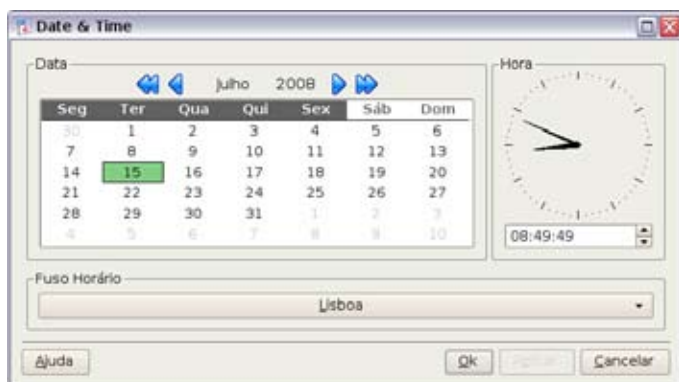 Date & Time
Data
Hora
Julho 2008
Seg Ter Qua Qui Sex Sáb Dom
30 1 2 3 4 5 6
7 8 9 10 11 12 13
14 15 16 17 18 19 20
21 22 23 24 25 26 27
28 29 30 31 1 2 3
4 5 6 7 8 9 10
08:49:49
Fuso Horário
Lisboa
Ajuda
Ok
Cancelar